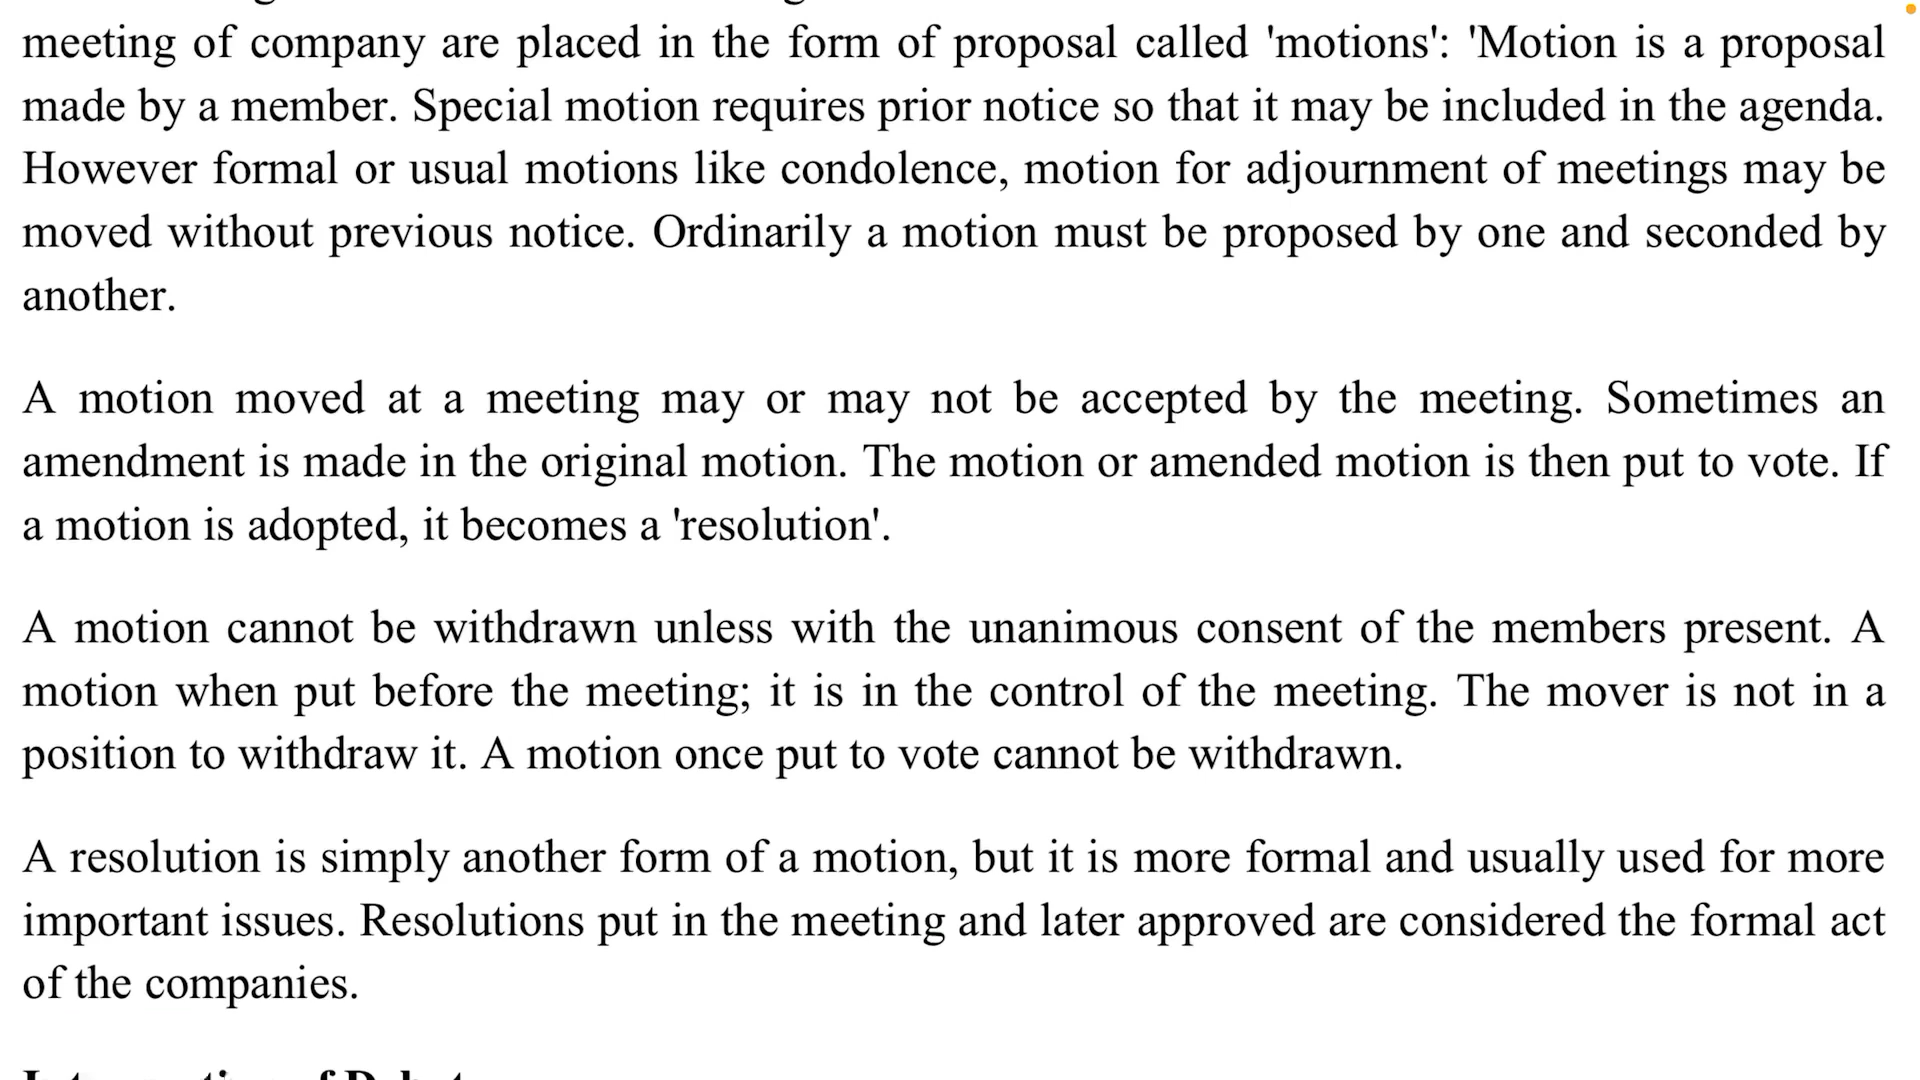 meeting of company are placed in the form of proposal called 'motions': 'Motion is a proposal
made by a member. Special motion requires prior notice so that it may be included in the agenda.
However formal or usual motions like condolence, motion for adjournment of meetings may be
moved without previous notice. Ordinarily a motion must be proposed by one and seconded by
another.
A motion moved at a meeting may or may not be accepted by the meeting. Sometimes an
amendment is made in the original motion. The motion or amended motion is then put to vote. If
a motion is adopted, it becomes a 'resolution'.
A motion cannot be withdrawn unless with the unanimous consent of the members present. A
motion when put before the meeting; it is in the control of the meeting. The mover is not in a
position to withdraw it. A motion once put to vote cannot be withdrawn.
A resolution is simply another form of a motion, but it is more formal and usually used for more
important issues. Resolutions put in the meeting and later approved are considered the formal act
of the companies.